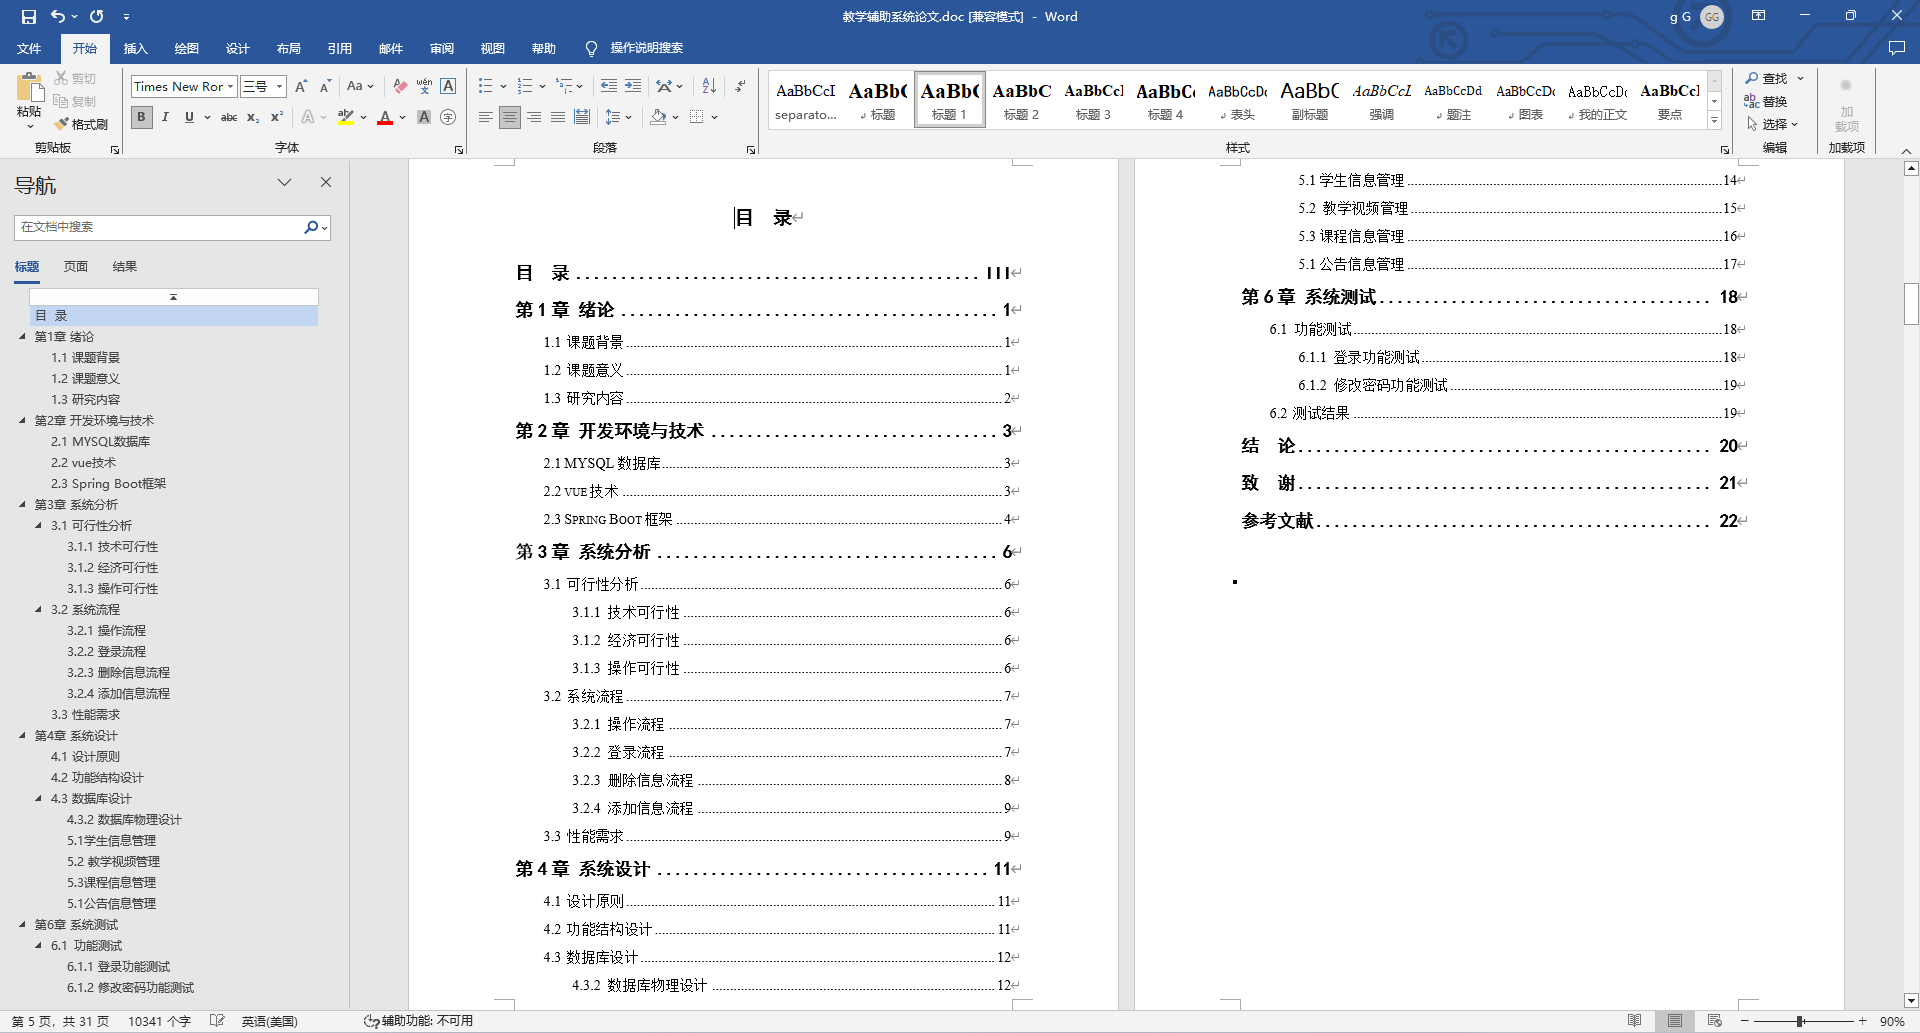 教学辅助系统论文.doc [兼容模式] - Word
g G
GG
文件 开始 插入 绘图 设计 布局 引用 邮件 审阅 视图 帮助 操作说明搜索
粘贴
剪切
复制
格式刷
剪贴板
Times New Ror 三号
Aa
wén
文
A
B I U abc x₂ x² A ab A A 字
字体
段落
AaBbCcI AaBbC AaBbC AaBbC AaBbCcI AaBbCc AaBbCcDc AaBbC AaBbCcL AaBbCcDd AaBbCcDc AaBbCcDc AaBbCcI
separato... 标题 标题 1 标题 2 标题 3 标题 4 表头 副标题 强调 题注 图表 我的正文 要点
样式
查找
替换
选择
编辑
加
载项
加载项
导航
在文档中搜索
标题 页面 结果
目 录
第1章 绪论
1.1 课题背景
1.2 课题意义
1.3 研究内容
第2章 开发环境与技术
2.1 MYSQL数据库
2.2 vue技术
2.3 Spring Boot框架
第3章 系统分析
3.1 可行性分析
3.1.1 技术可行性
3.1.2 经济可行性
3.1.3 操作可行性
3.2 系统流程
3.2.1 操作流程
3.2.2 登录流程
3.2.3 删除信息流程
3.2.4 添加信息流程
3.3 性能需求
第4章 系统设计
4.1 设计原则
4.2 功能结构设计
4.3 数据库设计
4.3.2 数据库物理设计
5.1学生信息管理
5.2 教学视频管理
5.3课程信息管理
5.1公告信息管理
第6章 系统测试
6.1 功能测试
6.1.1 登录功能测试
6.1.2 修改密码功能测试
目 录
目 录 III
第 1 章 绪论 1
1.1 课题背景 1
1.2 课题意义 1
1.3 研究内容 2
第 2 章 开发环境与技术 3
2.1 MYSQL 数据库 3
2.2 VUE 技术 3
2.3 SPRING BOOT 框架 4
第 3 章 系统分析 6
3.1 可行性分析 6
3.1.1 技术可行性 6
3.1.2 经济可行性 6
3.1.3 操作可行性 6
3.2 系统流程 7
3.2.1 操作流程 7
3.2.2 登录流程 7
3.2.3 删除信息流程 8
3.2.4 添加信息流程 9
3.3 性能需求 9
第 4 章 系统设计 11
4.1 设计原则 11
4.2 功能结构设计 11
4.3 数据库设计 12
4.3.2 数据库物理设计 12
5.1 学生信息管理 14
5.2 教学视频管理 15
5.3 课程信息管理 16
5.1 公告信息管理 17
第 6 章 系统测试 18
6.1 功能测试 18
6.1.1 登录功能测试 18
6.1.2 修改密码功能测试 19
6.2 测试结果 19
结 论 20
致 谢 21
参考文献 22
第 5 页，共 31 页 10341 个字 英语(美国) 辅助功能: 不可用 90%